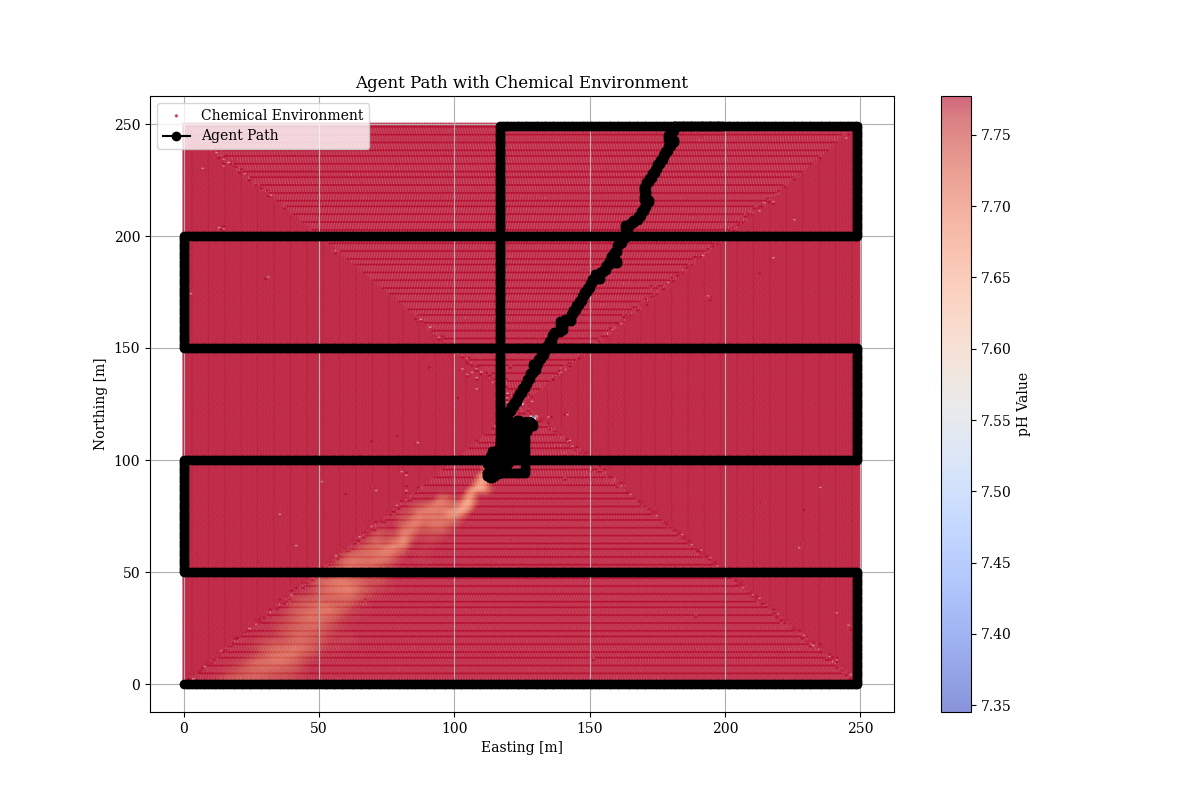 Agent Path with Chemical Environment
Chemical Environment
Agent Path
250
200
150
100
50
0
Northing [m]
0 50 100 150 200 250
Easting [m]
7.75
7.70
7.65
7.60
7.55
7.50
7.45
7.40
7.35
pH Value